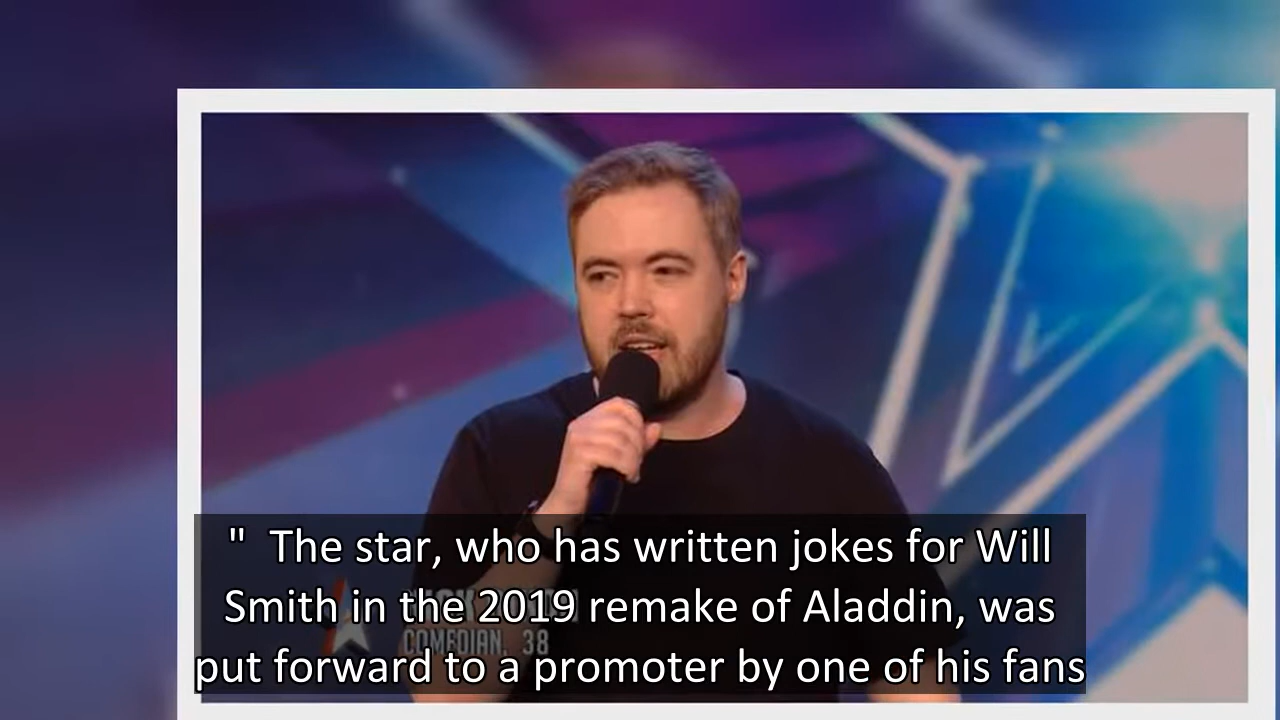 "  The star, who has written jokes for Will
Smith in the 2019 remake of Aladdin, was
put forward to a promoter by one of his fans
COMEDIAN, 38